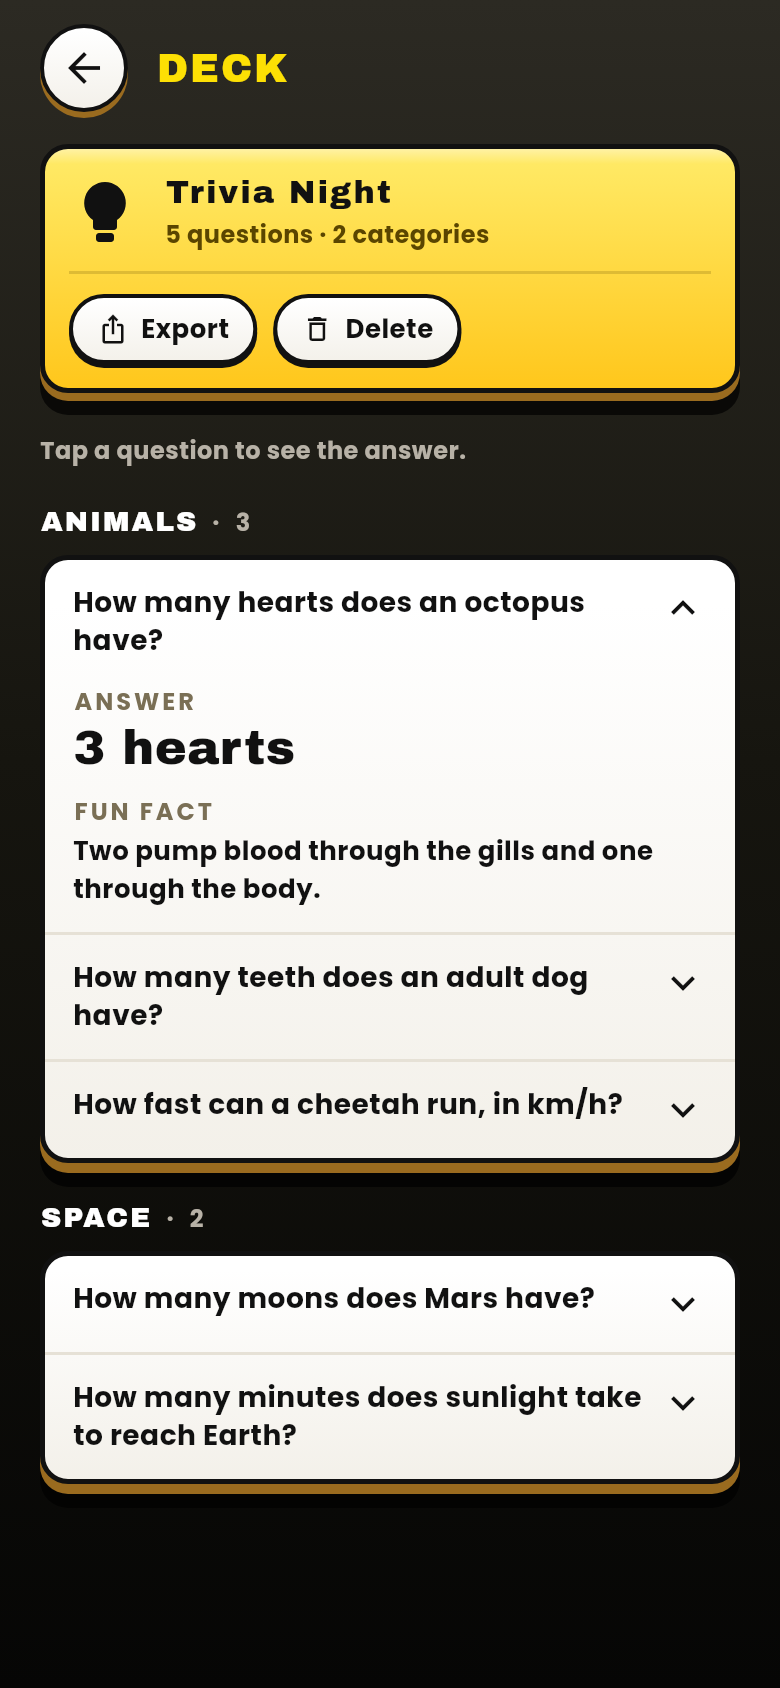 DECK
Trivia Night
5 questions · 2 categories
Export
Delete
Tap a question to see the answer.
ANIMALS · 3
How many hearts does an octopus
have?
ANSWER
3 hearts
FUN FACT
Two pump blood through the gills and one
through the body.
How many teeth does an adult dog
have?
How fast can a cheetah run, in km/h?
SPACE · 2
How many moons does Mars have?
How many minutes does sunlight take
to reach Earth?